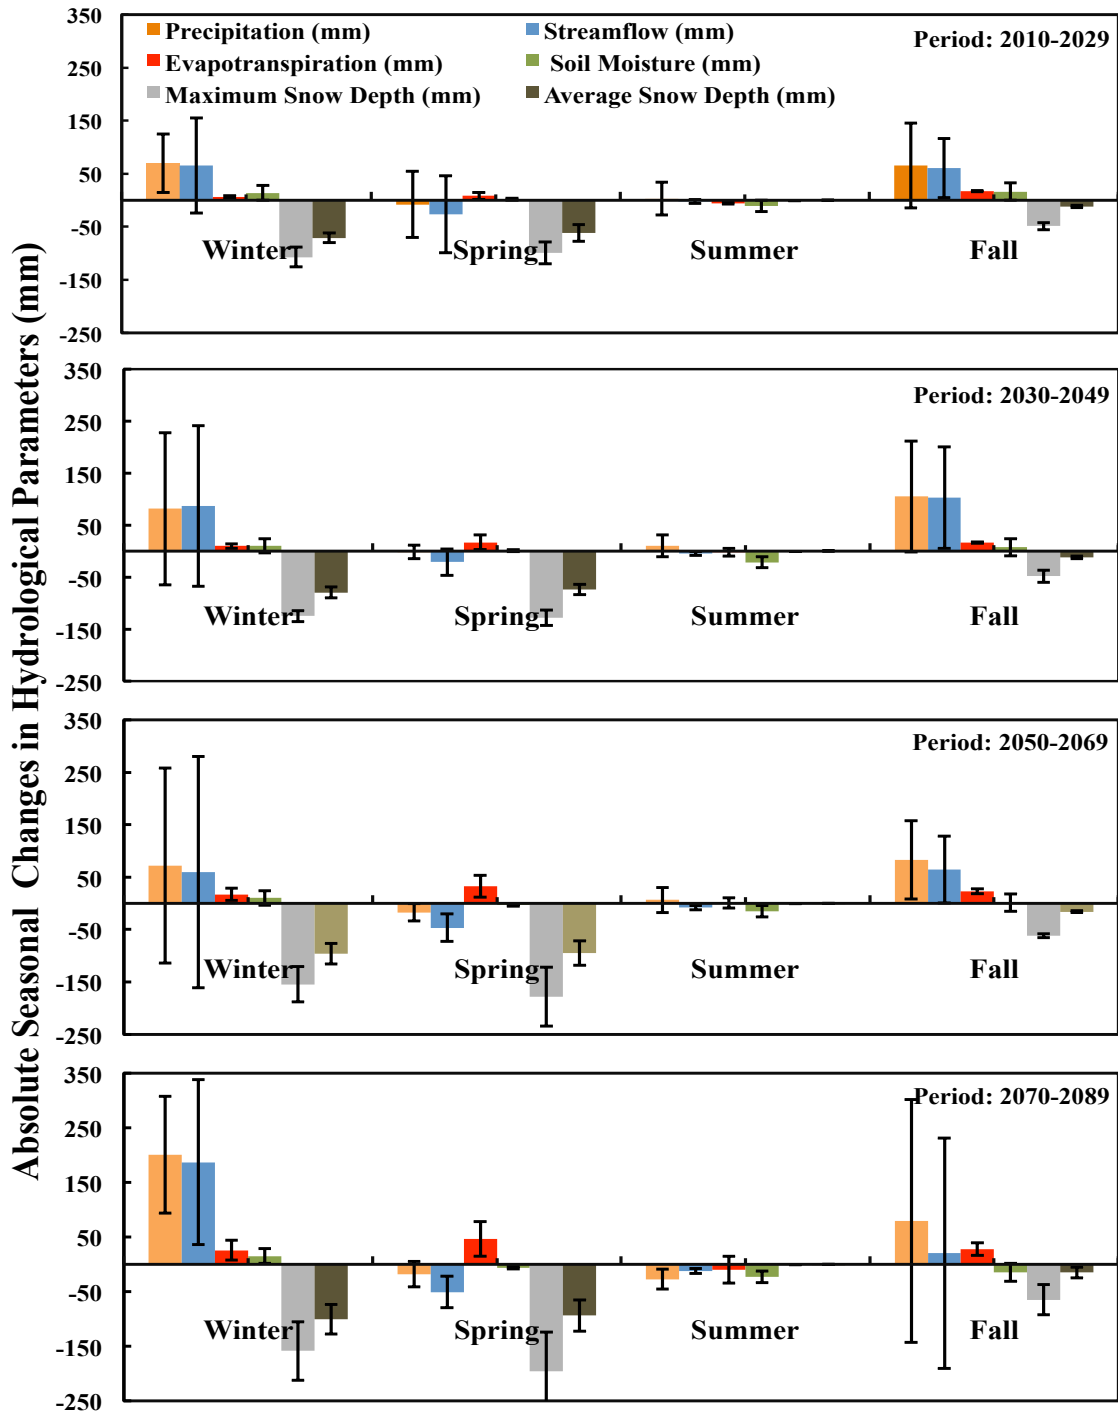 Absolute Seasonal Changes in Hydrological Parameters (mm)
350
250
150
50
-50
-150
-250
Precipitation (mm)
Streamflow (mm)
Evapotranspiration (mm)
Soil Moisture (mm)
Maximum Snow Depth (mm)
Average Snow Depth (mm)
Period: 2010-2029
Winter
Spring
Summer
Fall
350
250
150
50
-50
-150
-250
Period: 2030-2049
Winter
Spring
Summer
Fall
350
250
150
50
-50
-150
-250
Period: 2050-2069
Winter
Spring
Summer
Fall
350
250
150
50
-50
-150
-250
Period: 2070-2089
Winter
Spring
Summer
Fall